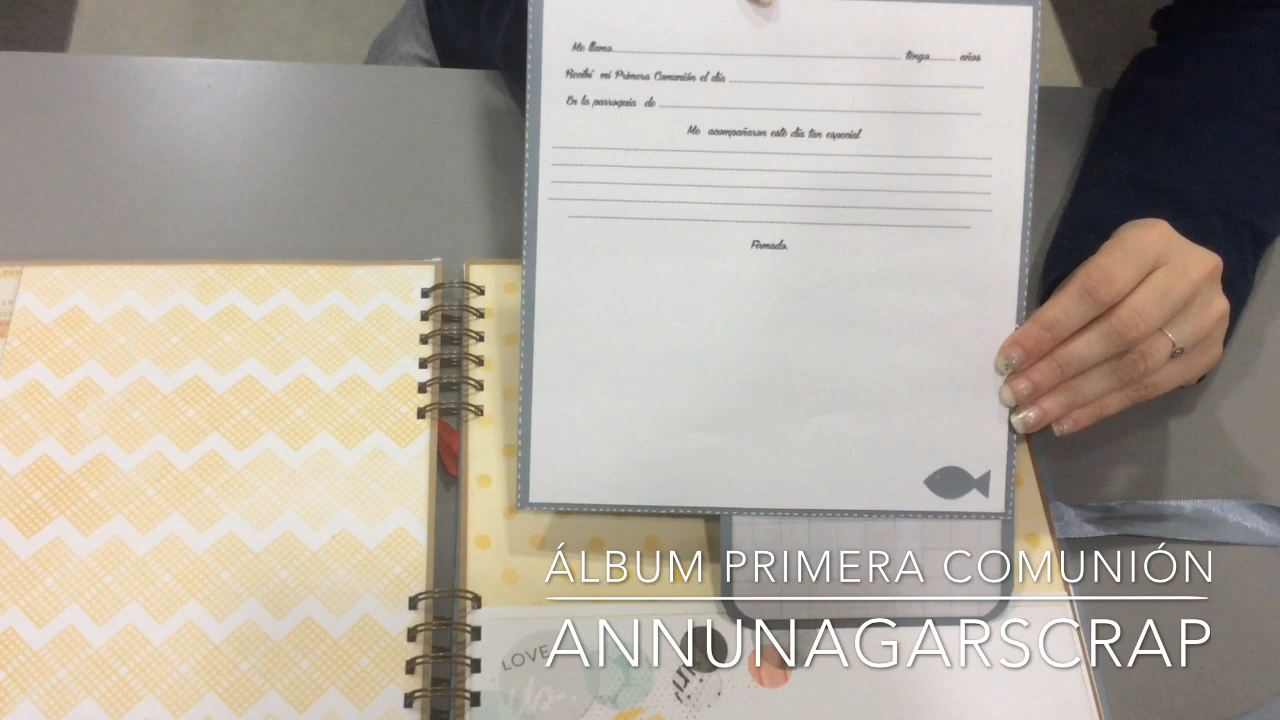 Me llamo.................... tengo........ años
Recibí mi Primera Comunión el día ....................
En la parroquia de ....................
Me acompañaron este día tan especial
Firmado.
ÁLBUM PRIMERA COMUNIÓN
ANNUNAGARSCRAP
LOVE